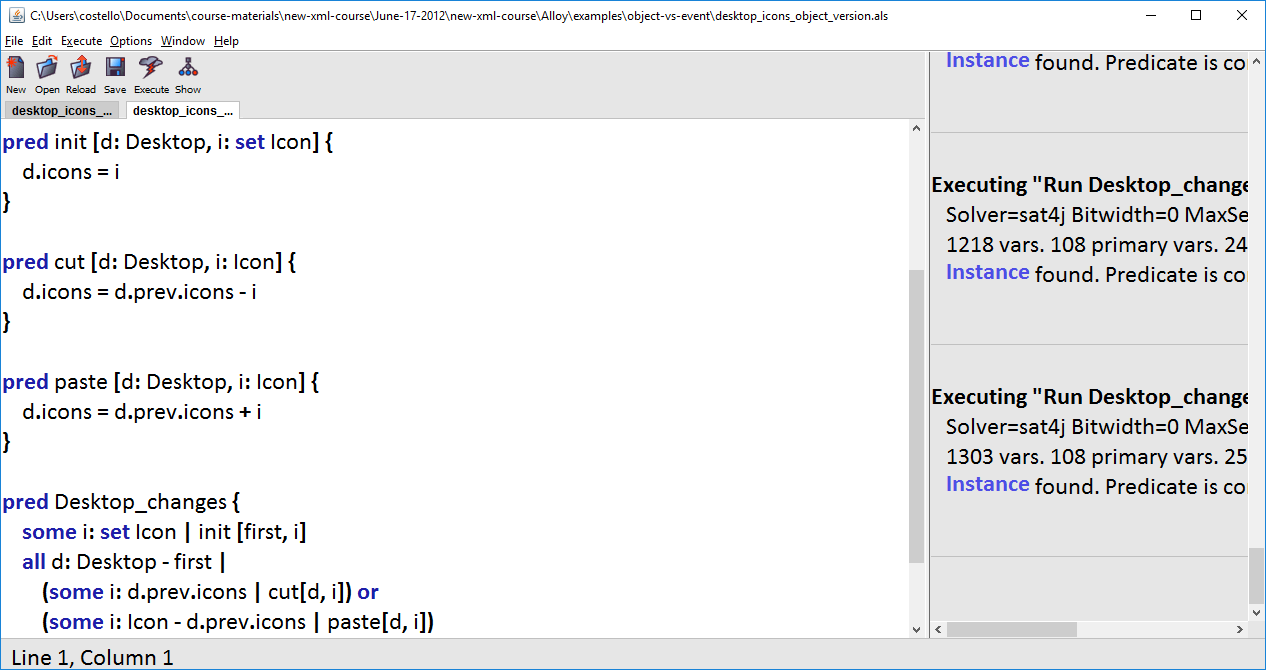 C:\Users\costello\Documents\course-materials\new-xml-course\June-17-2012\new-xml-course\Alloy\examples\object-vs-event\desktop_icons_object_version.als
File Edit Execute Options Window Help
New Open Reload Save Execute Show
desktop_icons_... desktop_icons_...
pred init [d: Desktop, i: set Icon] {
d.icons = i
}
pred cut [d: Desktop, i: Icon] {
d.icons = d.prev.icons - i
}
pred paste [d: Desktop, i: Icon] {
d.icons = d.prev.icons + i
}
pred Desktop_changes {
some i: set Icon | init [first, i]
all d: Desktop - first |
(some i: d.prev.icons | cut[d, i]) or
(some i: Icon - d.prev.icons | paste[d, i])
Instance found. Predicate is co
Executing "Run Desktop_change
Solver=sat4j Bitwidth=0 MaxSe
1218 vars. 108 primary vars. 24
Instance found. Predicate is co
Executing "Run Desktop_change
Solver=sat4j Bitwidth=0 MaxSe
1303 vars. 108 primary vars. 25
Instance found. Predicate is co
Line 1, Column 1